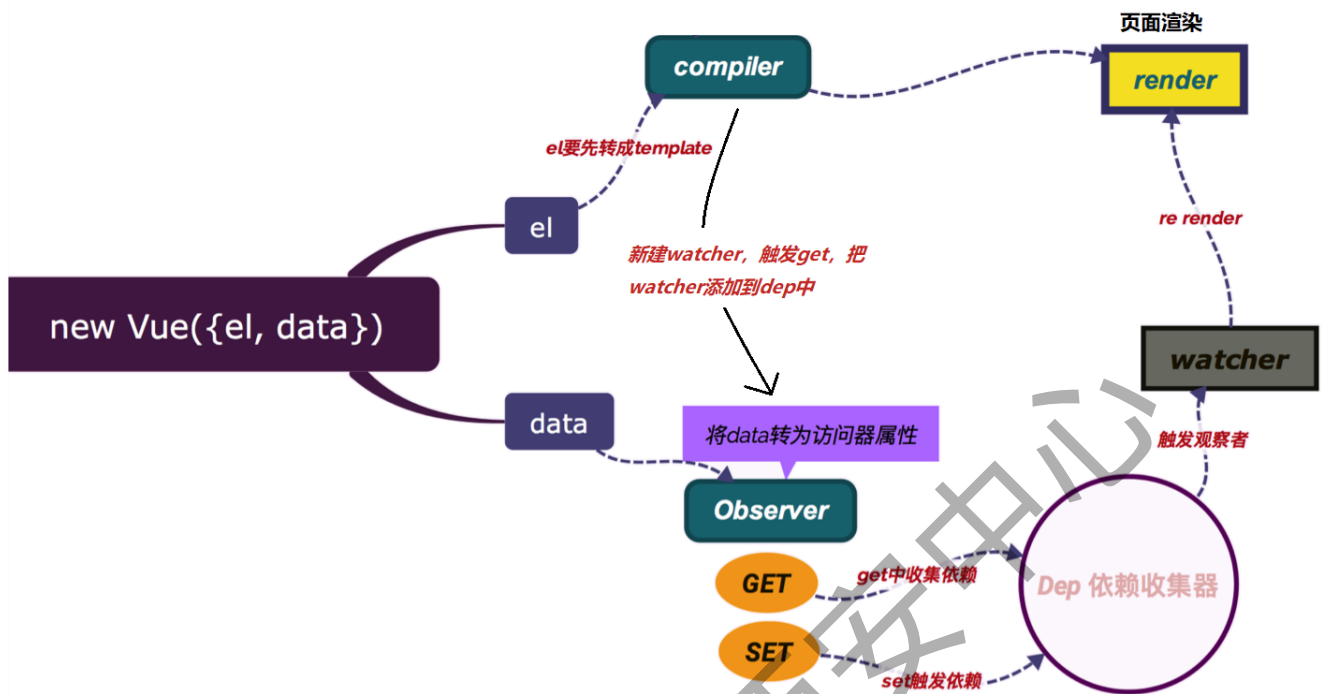 页面渲染
compiler
render
el要先转成template
el
re render
新建watcher，触发get，把
watcher添加到dep中
new Vue({el, data})
watcher
data
将data转为访问器属性
触发观察者
Observer
GET
get中收集依赖
Dep 依赖收集器
SET
set触发依赖
安中心